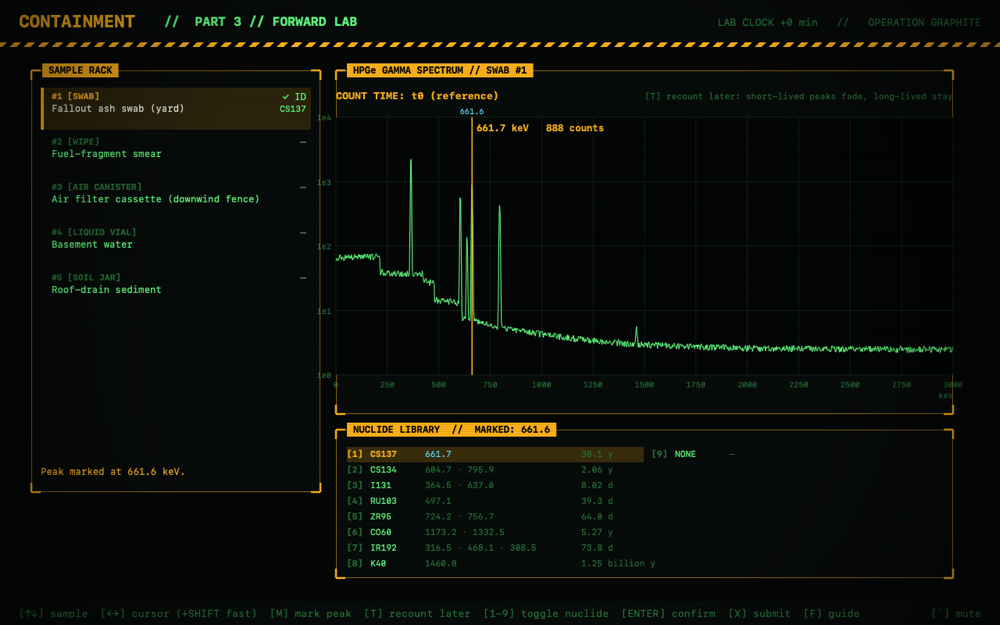 CONTAINMENT // PART 3 // FORWARD LAB LAB CLOCK +0 min // OPERATION GRAPHITE
SAMPLE RACK
#1 [SWAB] ✓ ID
Fallout ash swab (yard) CS137
#2 [WIPE] —
Fuel-fragment smear
#3 [AIR CANISTER] —
Air filter cassette (downwind fence)
#4 [LIQUID VIAL] —
Basement water
#5 [SOIL JAR] —
Roof-drain sediment
Peak marked at 661.6 keV.
HPGe GAMMA SPECTRUM // SWAB #1
COUNT TIME: t0 (reference) [T] recount later: short-lived peaks fade, long-lived stay
661.6
661.7 keV 888 counts
1e4
1e3
1e2
1e1
1e0
0 250 500 750 1000 1250 1500 1750 2000 2250 2500 2750 3000
keV
NUCLIDE LIBRARY // MARKED: 661.6
[1] CS137 661.7 30.1 y [9] NONE —
[2] CS134 604.7 · 795.9 2.06 y
[3] I131 364.5 · 637.0 8.02 d
[4] RU103 497.1 39.3 d
[5] ZR95 724.2 · 756.7 64.0 d
[6] CO60 1173.2 · 1332.5 5.27 y
[7] IR192 316.5 · 468.1 · 308.5 73.8 d
[8] K40 1460.8 1.25 billion y
[↑↓] sample [←→] cursor (+SHIFT fast) [M] mark peak [T] recount later [1-9] toggle nuclide [ENTER] confirm [X] submit [F] guide [`] mute